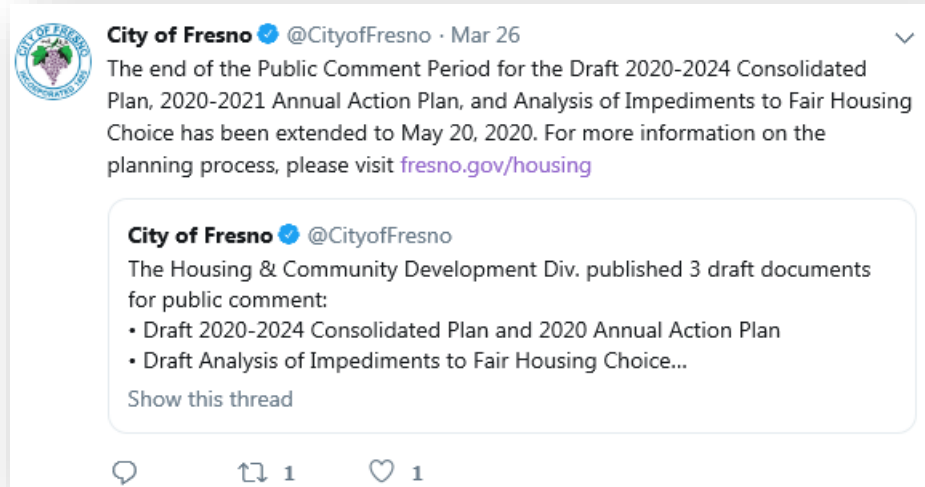 CITY OF FRESNO
City of Fresno @CityofFresno · Mar 26
The end of the Public Comment Period for the Draft 2020-2024 Consolidated
Plan, 2020-2021 Annual Action Plan, and Analysis of Impediments to Fair Housing
Choice has been extended to May 20, 2020. For more information on the
planning process, please visit fresno.gov/housing
City of Fresno @CityofFresno
The Housing & Community Development Div. published 3 draft documents
for public comment:
• Draft 2020-2024 Consolidated Plan and 2020 Annual Action Plan
• Draft Analysis of Impediments to Fair Housing Choice...
Show this thread
1 1